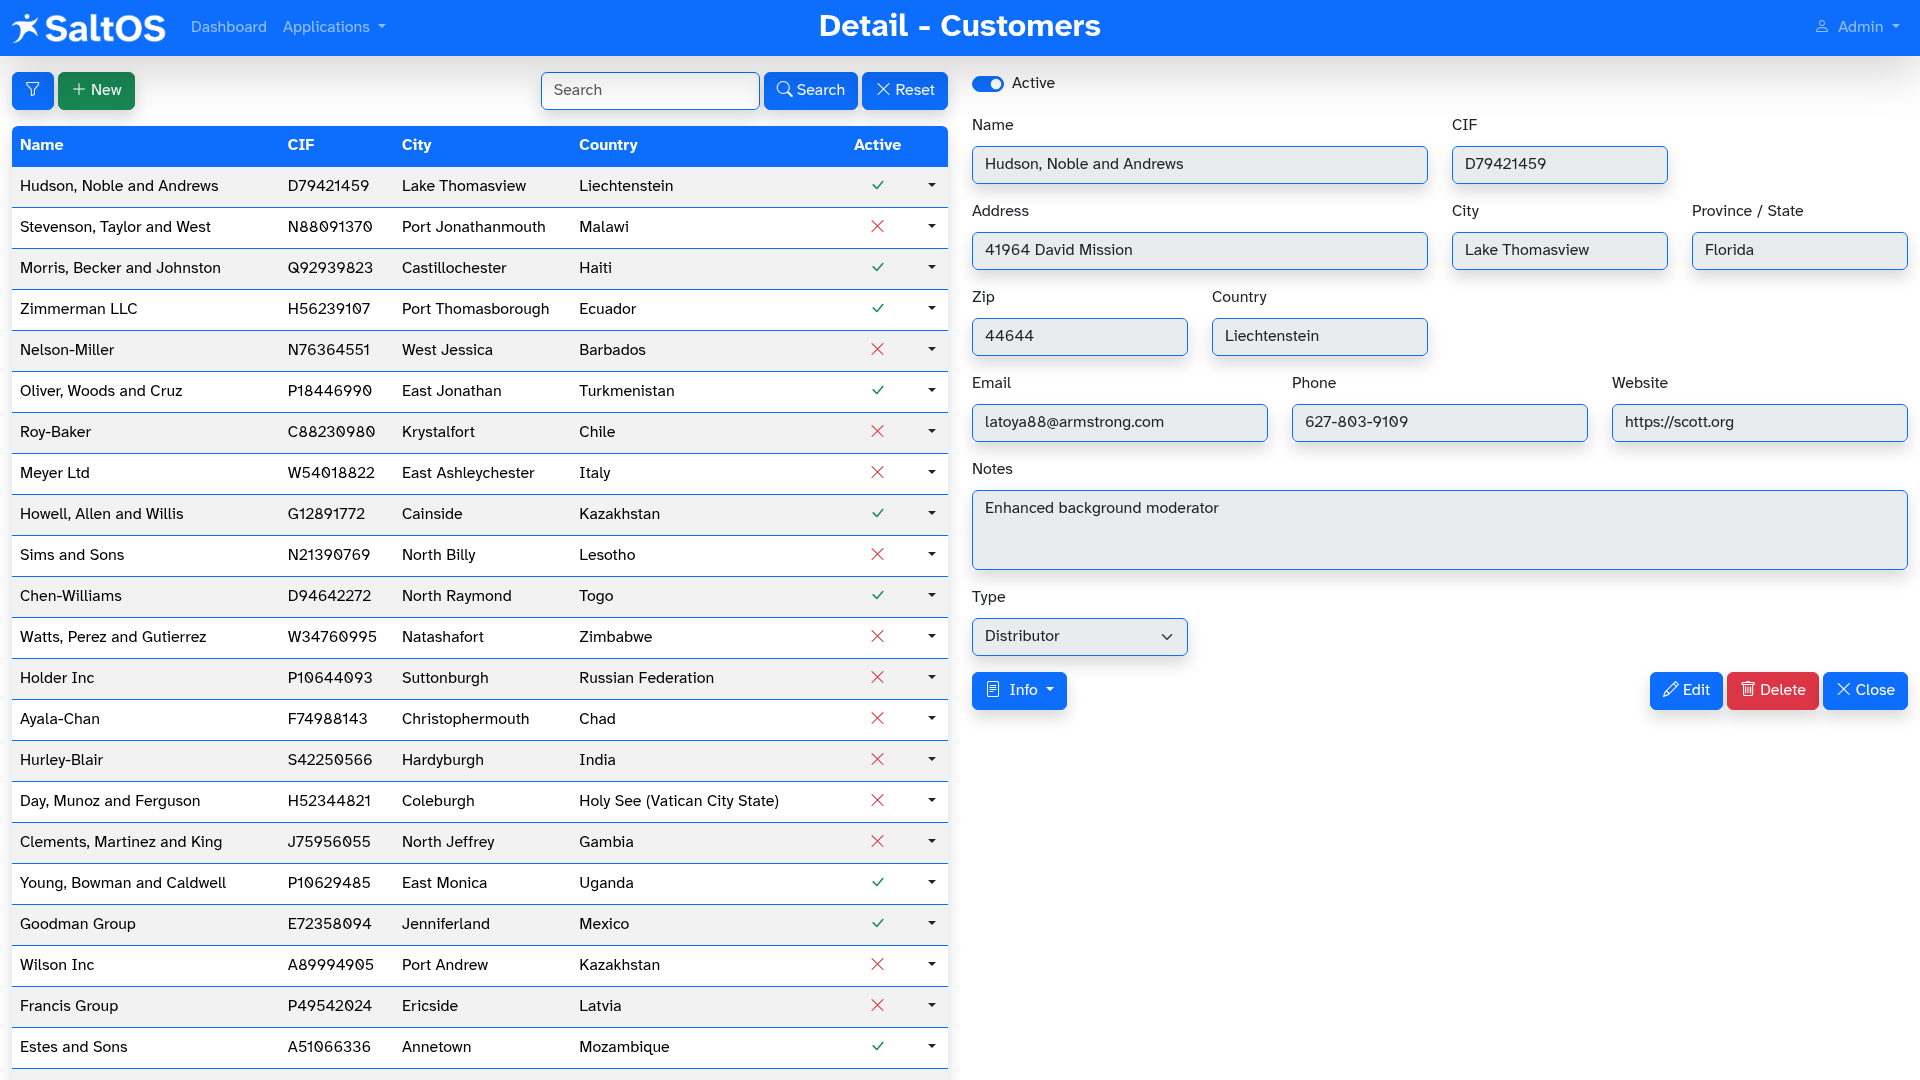 SaltOS Dashboard Applications Detail - Customers Admin
New Search Search Reset
Name CIF City Country Active
Hudson, Noble and Andrews D79421459 Lake Thomasview Liechtenstein
Stevenson, Taylor and West N88091370 Port Jonathanmouth Malawi
Morris, Becker and Johnston Q92939823 Castillochester Haiti
Zimmerman LLC H56239107 Port Thomasborough Ecuador
Nelson-Miller N76364551 West Jessica Barbados
Oliver, Woods and Cruz P18446990 East Jonathan Turkmenistan
Roy-Baker C88230980 Krystalfort Chile
Meyer Ltd W54018822 East Ashleychester Italy
Howell, Allen and Willis G12891772 Cainside Kazakhstan
Sims and Sons N21390769 North Billy Lesotho
Chen-Williams D94642272 North Raymond Togo
Watts, Perez and Gutierrez W34760995 Natashafort Zimbabwe
Holder Inc P10644093 Suttonburgh Russian Federation
Ayala-Chan F74988143 Christophermouth Chad
Hurley-Blair S42250566 Hardyburgh India
Day, Munoz and Ferguson H52344821 Coleburgh Holy See (Vatican City State)
Clements, Martinez and King J75956055 North Jeffrey Gambia
Young, Bowman and Caldwell P10629485 East Monica Uganda
Goodman Group E72358094 Jenniferland Mexico
Wilson Inc A89994905 Port Andrew Kazakhstan
Francis Group P49542024 Ericside Latvia
Estes and Sons A51066336 Annetown Mozambique
Active
Name CIF
Hudson, Noble and Andrews D79421459
Address City Province / State
41964 David Mission Lake Thomasview Florida
Zip Country
44644 Liechtenstein
Email Phone Website
latoya88@armstrong.com 627-803-9109 https://scott.org
Notes
Enhanced background moderator
Type
Distributor
Info Edit Delete Close